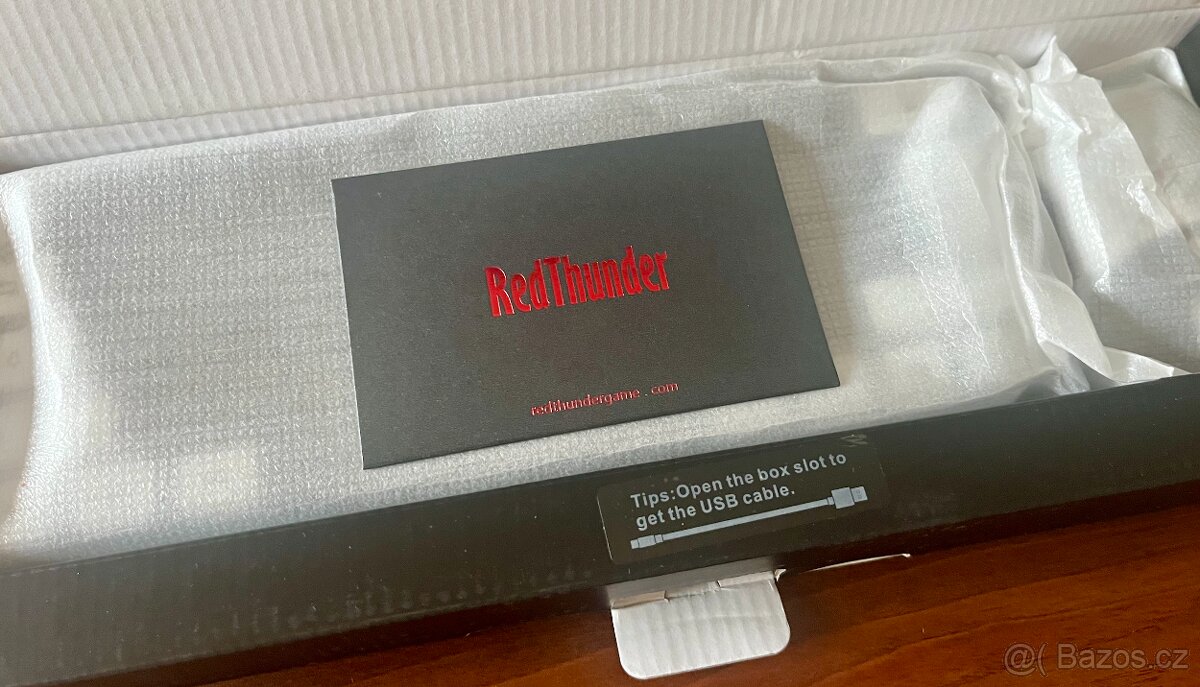 RedThunder
redthundergame.com
Tips:Open the box slot to
get the USB cable.
@( Bazos.cz